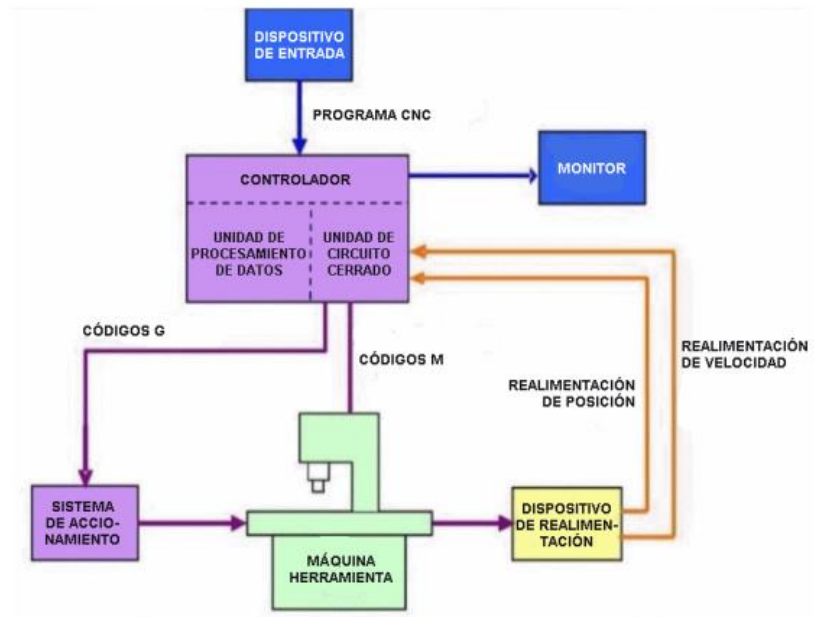 DISPOSITIVO
DE ENTRADA
PROGRAMA CNC
CONTROLADOR
MONITOR
UNIDAD DE
PROCESAMIENTO
DE DATOS
UNIDAD DE
CIRCUITO
CERRADO
CÓDIGOS G
CÓDIGOS M
REALIMENTACIÓN
DE VELOCIDAD
REALIMENTACIÓN
DE POSICIÓN
SISTEMA
DE ACCIO-
NAMIENTO
MÁQUINA
HERRAMIENTA
DISPOSITIVO
DE REALIMEN-
TACIÓN